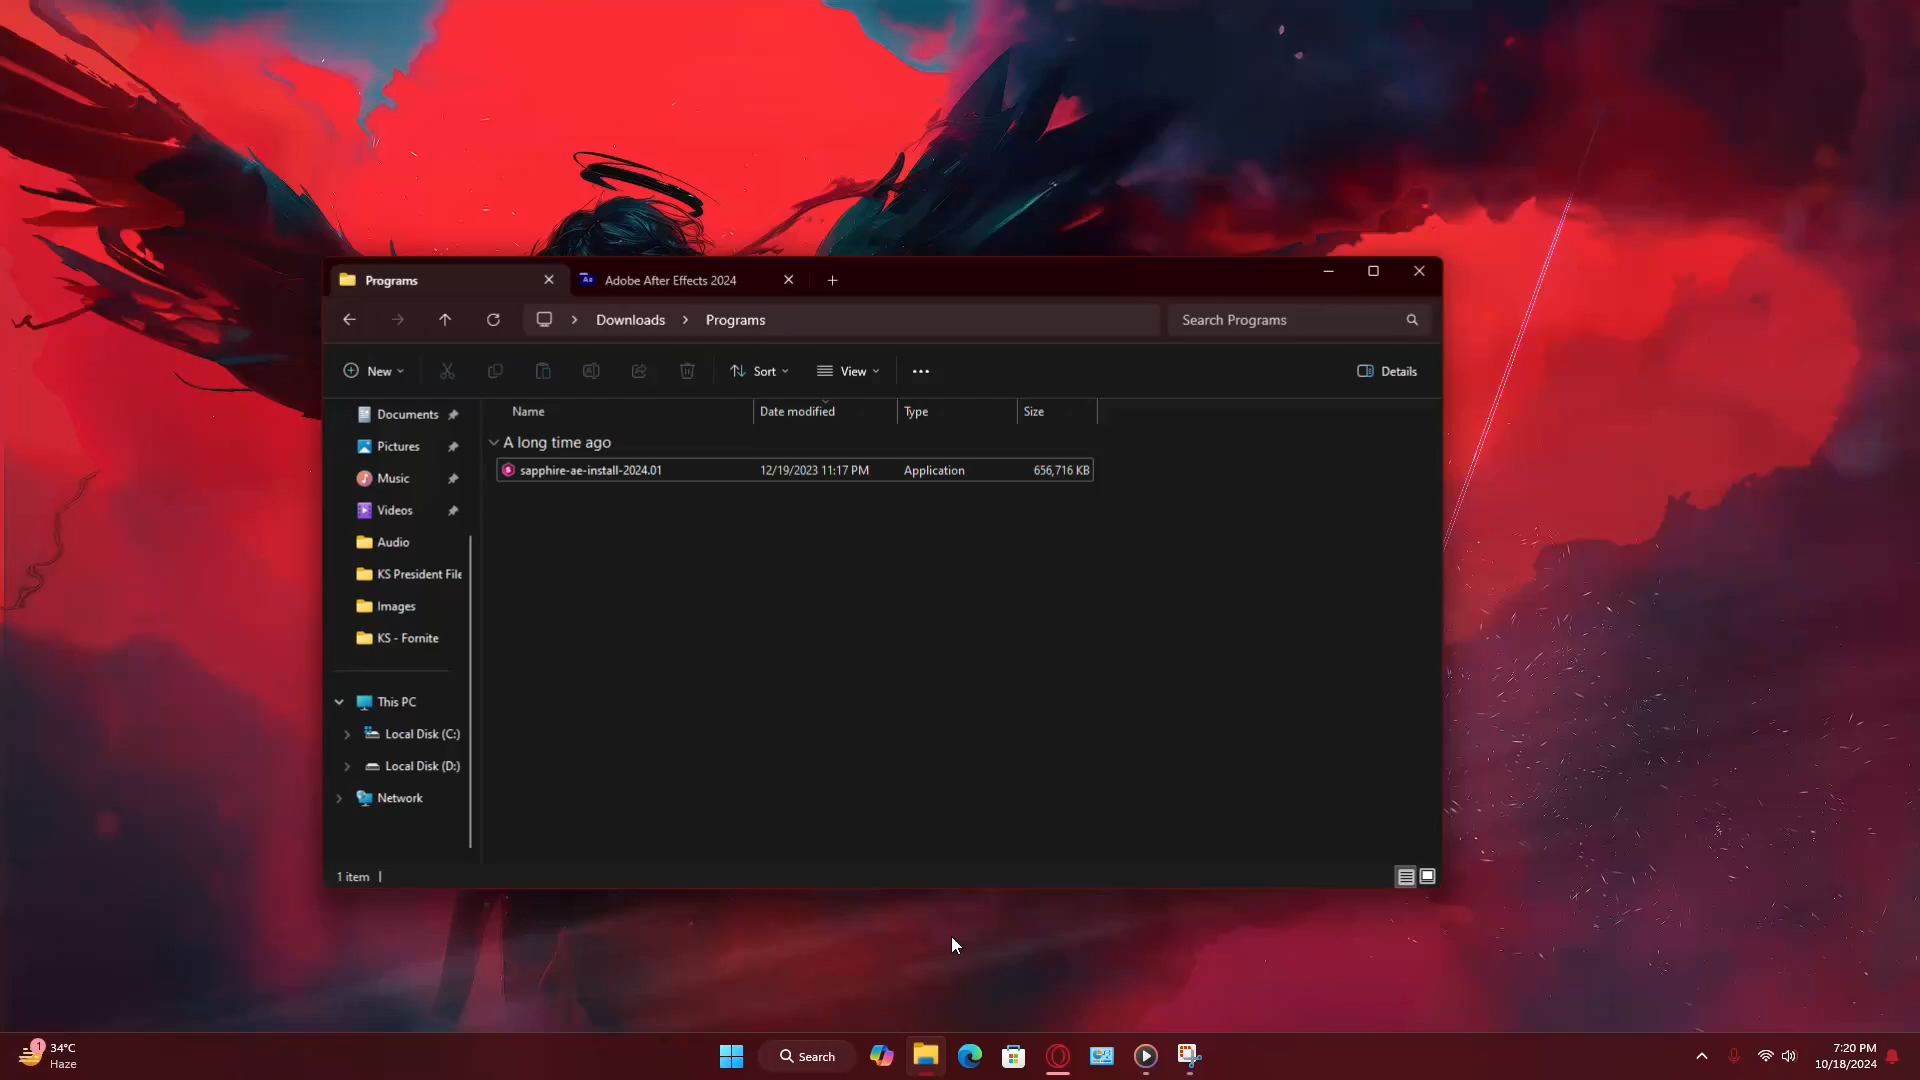 Programs
Ae Adobe After Effects 2024
Downloads Programs
Search Programs
New
Sort
View
Details
Documents
Pictures
Music
Videos
Audio
KS President File
Images
KS - Fornite
This PC
Local Disk (C:)
Local Disk (D:)
Network
Name Date modified Type Size
A long time ago
sapphire-ae-install-2024.01 12/19/2023 11:17 PM Application 656,716 KB
1 item
1
34°C
Haze
Search
7:20 PM
10/18/2024